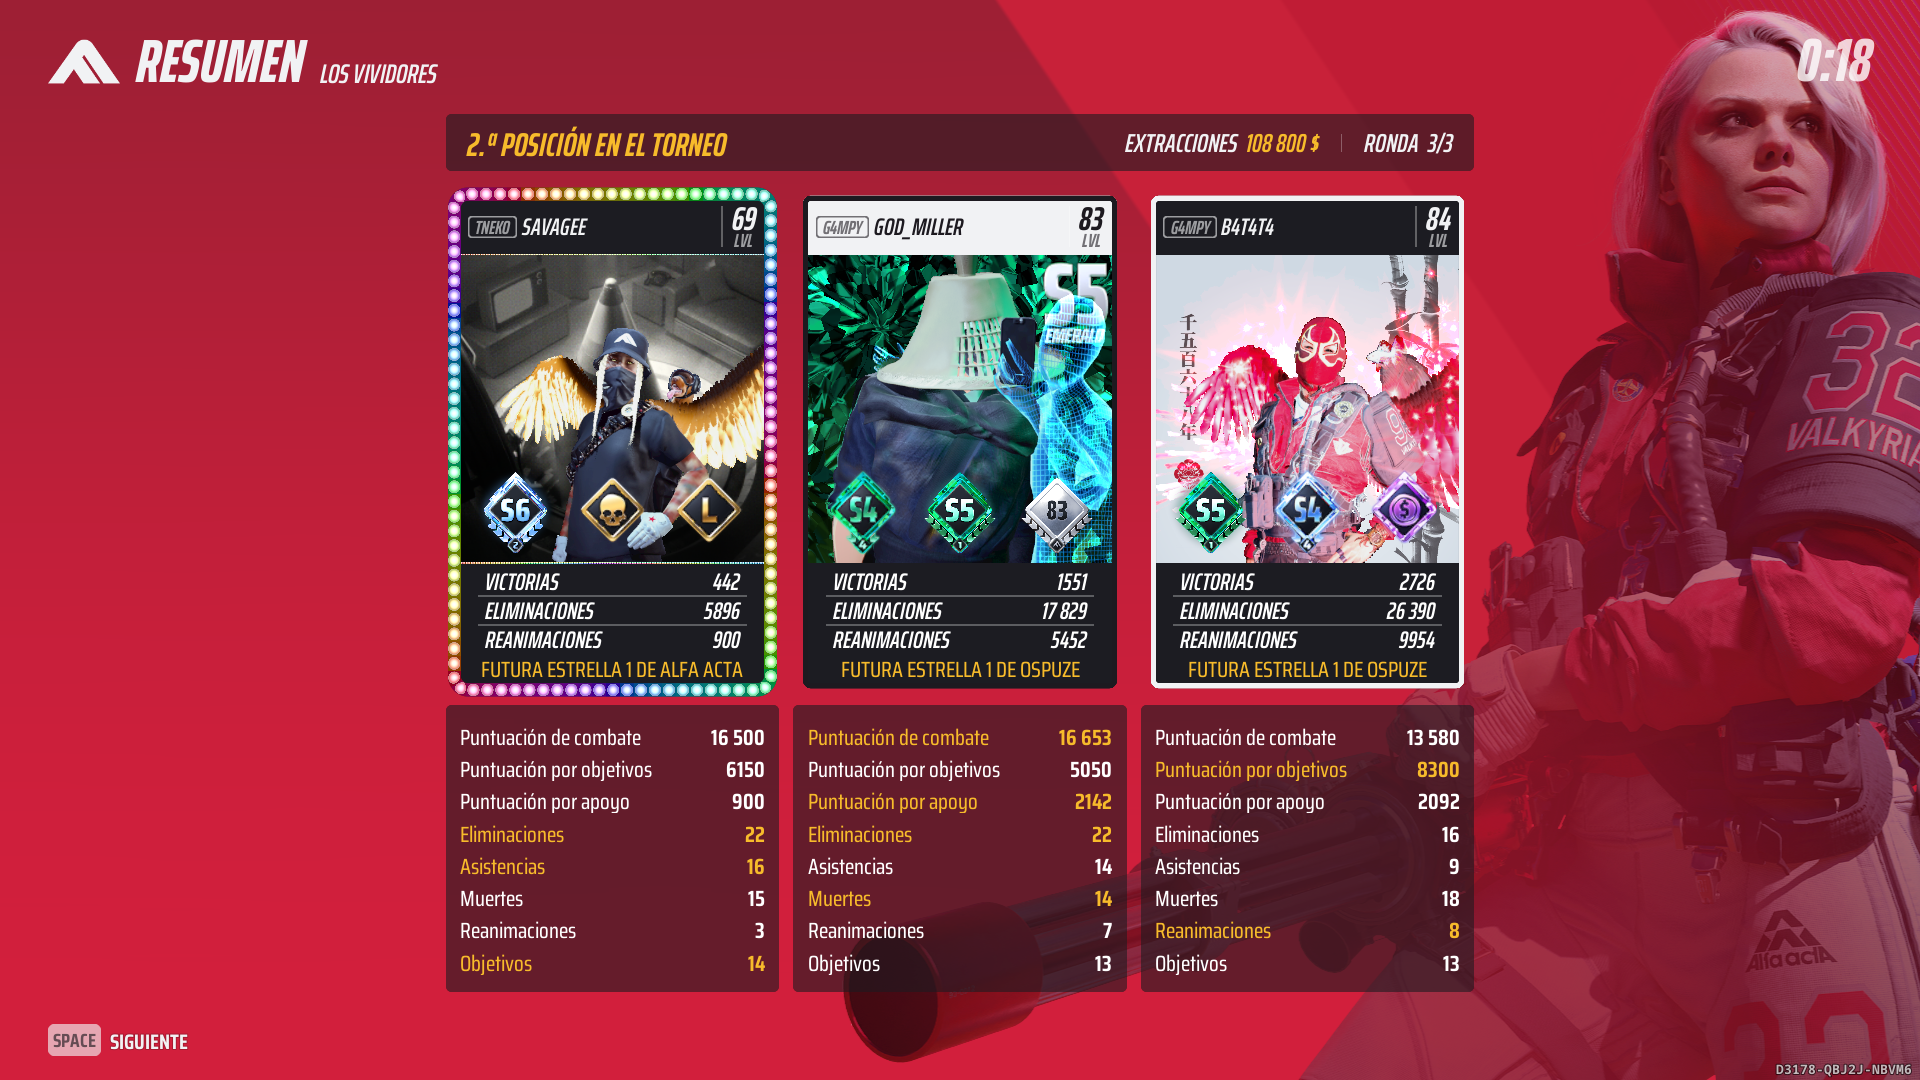 RESUMEN LOS VIVIDORES
0:18
2.ª POSICIÓN EN EL TORNEO
EXTRACCIONES 108 800 $
RONDA 3/3
TNEKO SAVAGEE
69 LVL
S6
2
L
VICTORIAS 442
ELIMINACIONES 5896
REANIMACIONES 900
FUTURA ESTRELLA 1 DE ALFA ACTA
G4MPY GOD_MILLER
83 LVL
S5
EMERALD
S4
4
S5
1
83
VICTORIAS 1551
ELIMINACIONES 17 829
REANIMACIONES 5452
FUTURA ESTRELLA 1 DE OSPUZE
G4MPY B4T4T4
84 LVL
千五百六十八年
S5
1
S4
4
$
VICTORIAS 2726
ELIMINACIONES 26 390
REANIMACIONES 9954
FUTURA ESTRELLA 1 DE OSPUZE
Puntuación de combate 16 500
Puntuación por objetivos 6150
Puntuación por apoyo 900
Eliminaciones 22
Asistencias 16
Muertes 15
Reanimaciones 3
Objetivos 14
Puntuación de combate 16 653
Puntuación por objetivos 5050
Puntuación por apoyo 2142
Eliminaciones 22
Asistencias 14
Muertes 14
Reanimaciones 7
Objetivos 13
Puntuación de combate 13 580
Puntuación por objetivos 8300
Puntuación por apoyo 2092
Eliminaciones 16
Asistencias 9
Muertes 18
Reanimaciones 8
Objetivos 13
32
VALKYRIA
Alfa actA
SPACE SIGUIENTE
D3178-QBJ2J-NBVM6